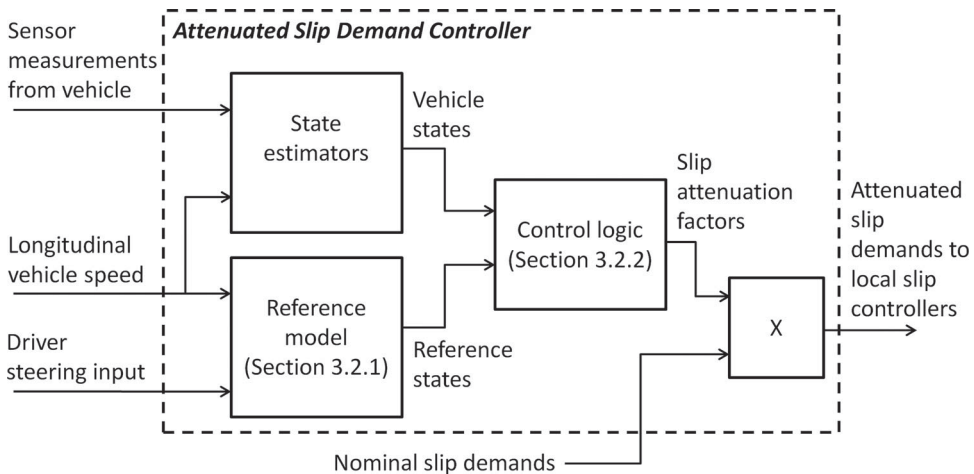 Sensor
measurements
from vehicle
Attenuated Slip Demand Controller
State
estimators
Vehicle
states
Longitudinal
vehicle speed
Driver
steering input
Reference
model
(Section 3.2.1)
Reference
states
Control logic
(Section 3.2.2)
Slip
attenuation
factors
X
Attenuated
slip
demands to
local slip
controllers
Nominal slip demands